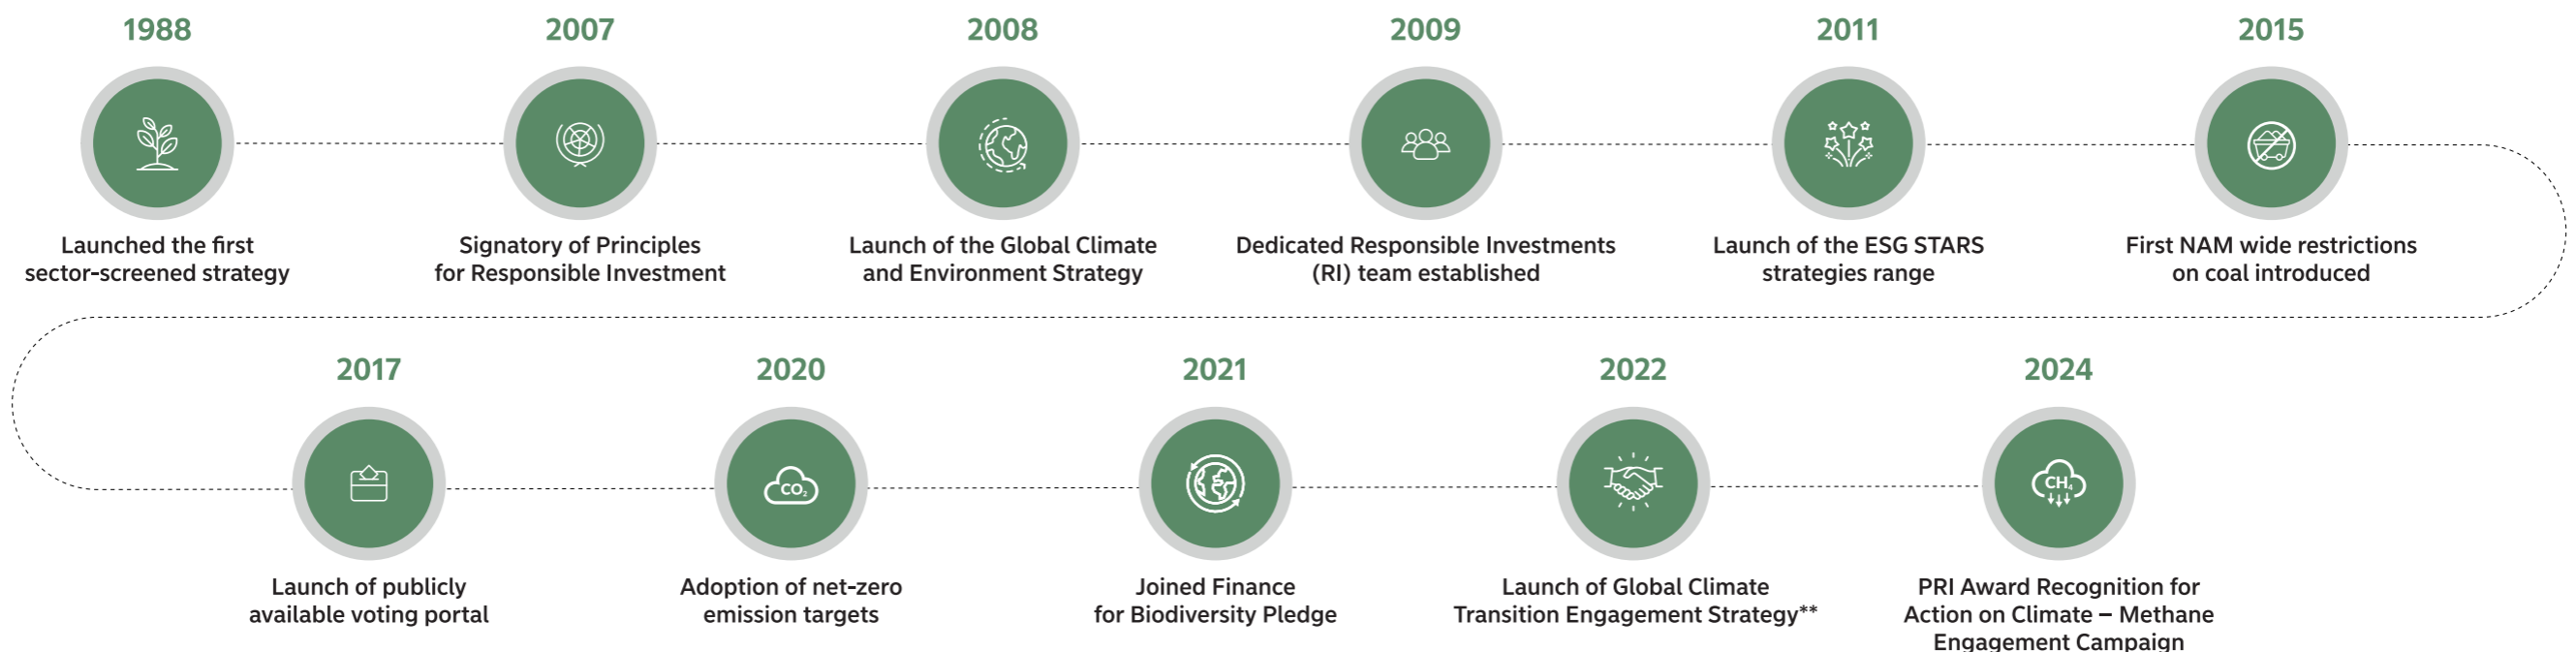 1988
2007
2008
2009
2011
2015
Launched the first
sector-screened strategy
Signatory of Principles
for Responsible Investment
Launch of the Global Climate
and Environment Strategy
Dedicated Responsible Investments
(RI) team established
Launch of the ESG STARS
strategies range
First NAM wide restrictions
on coal introduced
2017
2020
2021
2022
2024
CO₂
CH₄
Launch of publicly
available voting portal
Adoption of net-zero
emission targets
Joined Finance
for Biodiversity Pledge
Launch of Global Climate
Transition Engagement Strategy**
PRI Award Recognition for
Action on Climate – Methane
Engagement Campaign